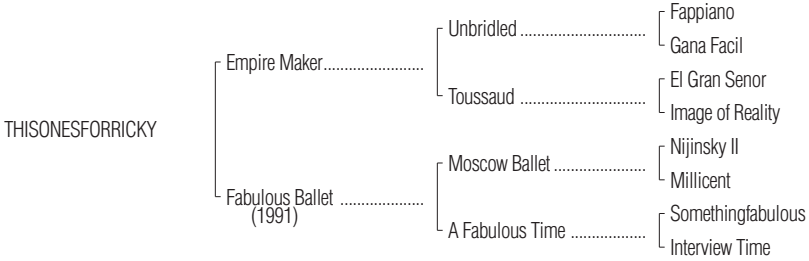 Fappiano
Unbridled ..............................
Gana Facil
Empire Maker........................
El Gran Senor
Toussaud ..............................
Image of Reality
THISONESFORRICKY
Nijinsky II
Moscow Ballet ......................
Millicent
Fabulous Ballet ....................
(1991)
Somethingfabulous
A Fabulous Time ..................
Interview Time